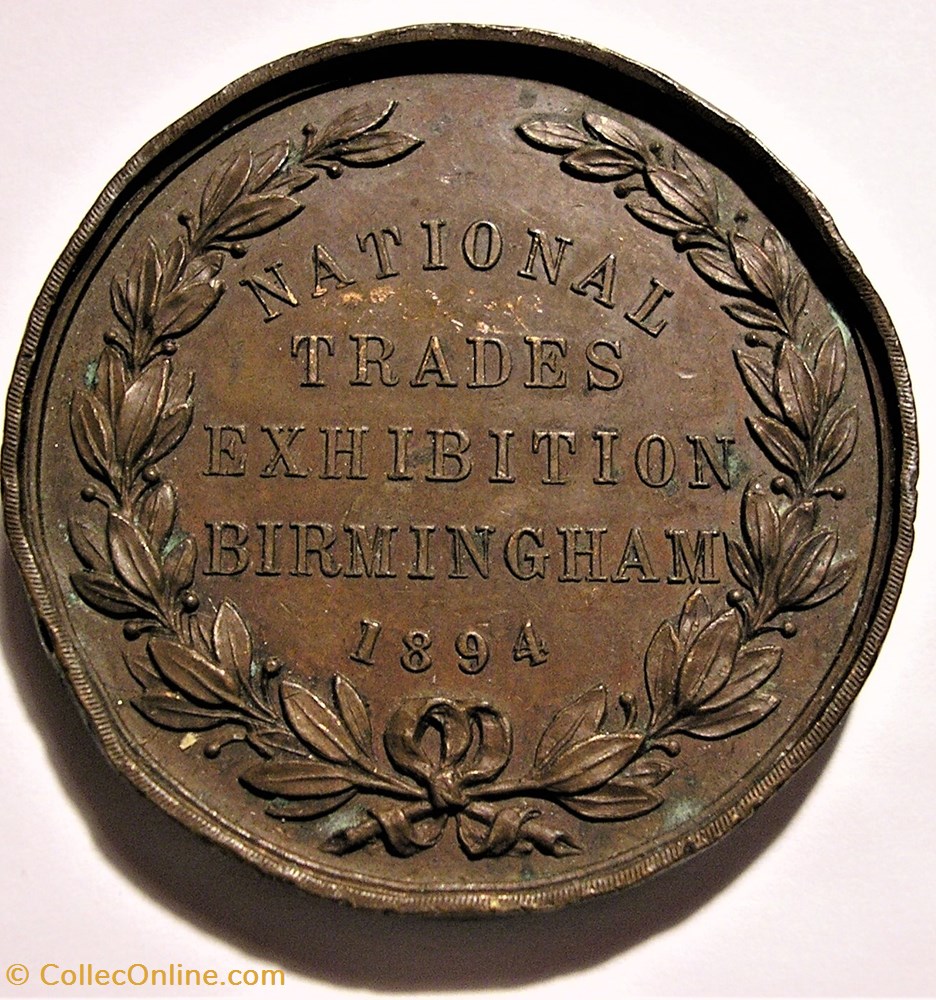 NATIONAL
TRADES
EXHIBITION
BIRMINGHAM
1894
© CollecOnline.com